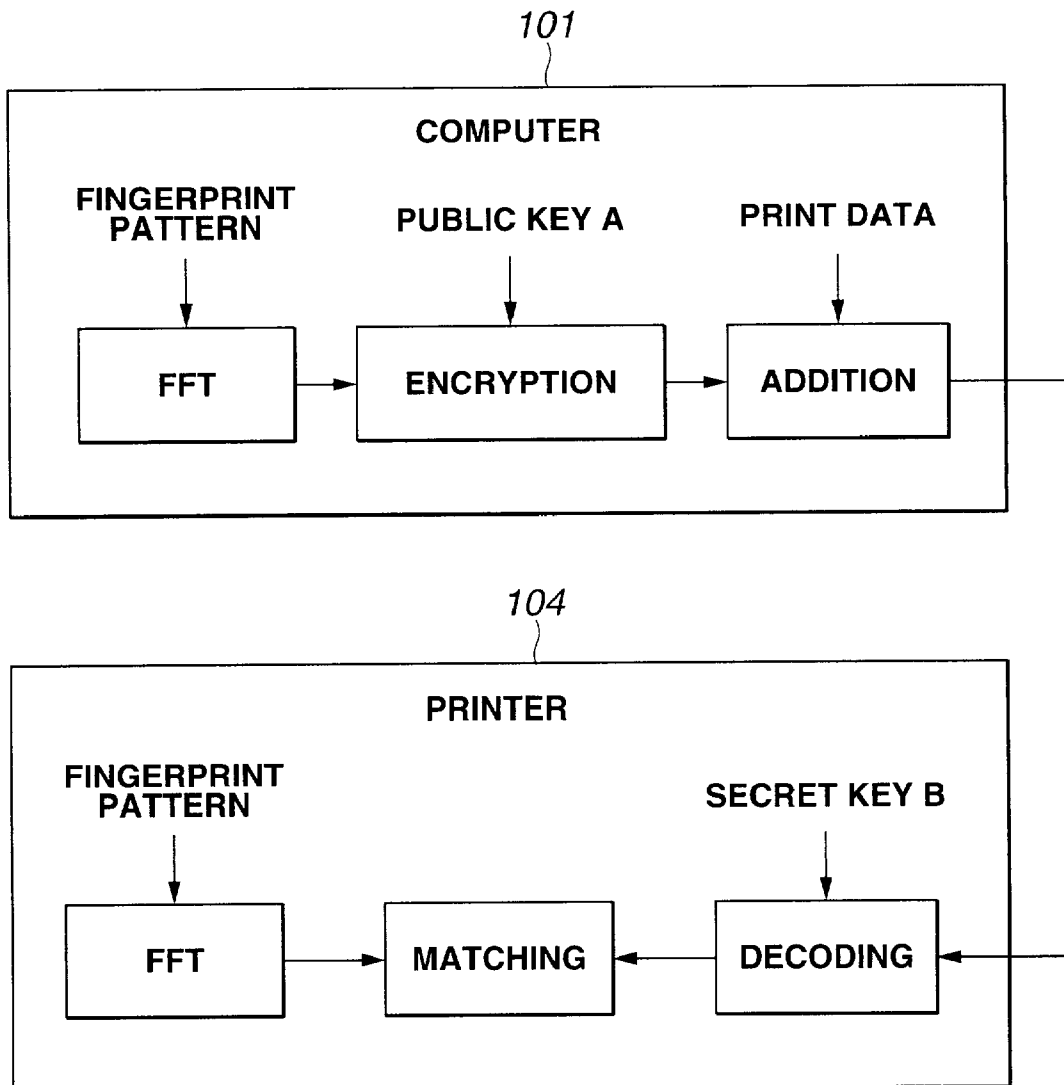 101
COMPUTER
FINGERPRINT
PATTERN
PUBLIC KEY A
PRINT DATA
FFT
ENCRYPTION
ADDITION
104
PRINTER
FINGERPRINT
PATTERN
SECRET KEY B
FFT
MATCHING
DECODING